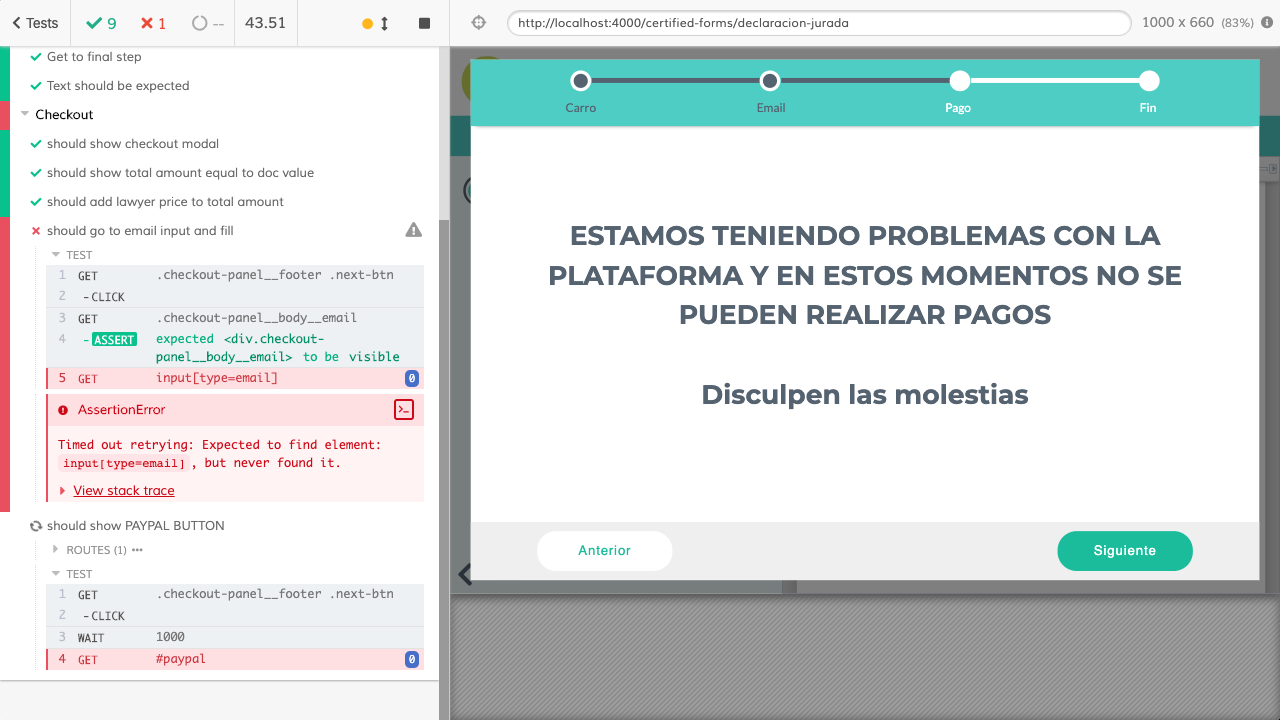 Tests
9
1
--
43.51
http://localhost:4000/certified-forms/declaracion-jurada
1000 x 660 (83%)
Get to final step
Text should be expected
Checkout
should show checkout modal
should show total amount equal to doc value
should add lawyer price to total amount
should go to email input and fill
TEST
1 GET .checkout-panel__footer .next-btn
2 -CLICK
3 GET .checkout-panel__body__email
4 -ASSERT expected <div.checkout-
panel__body__email> to be visible
5 GET input[type=email] 0
AssertionError
Timed out retrying: Expected to find element:
input[type=email], but never found it.
View stack trace
should show PAYPAL BUTTON
ROUTES (1)
TEST
1 GET .checkout-panel__footer .next-btn
2 -CLICK
3 WAIT 1000
4 GET #paypal 0
Carro
Email
Pago
Fin
ESTAMOS TENIENDO PROBLEMAS CON LA
PLATAFORMA Y EN ESTOS MOMENTOS NO SE
PUEDEN REALIZAR PAGOS
Disculpen las molestias
Anterior
Siguiente